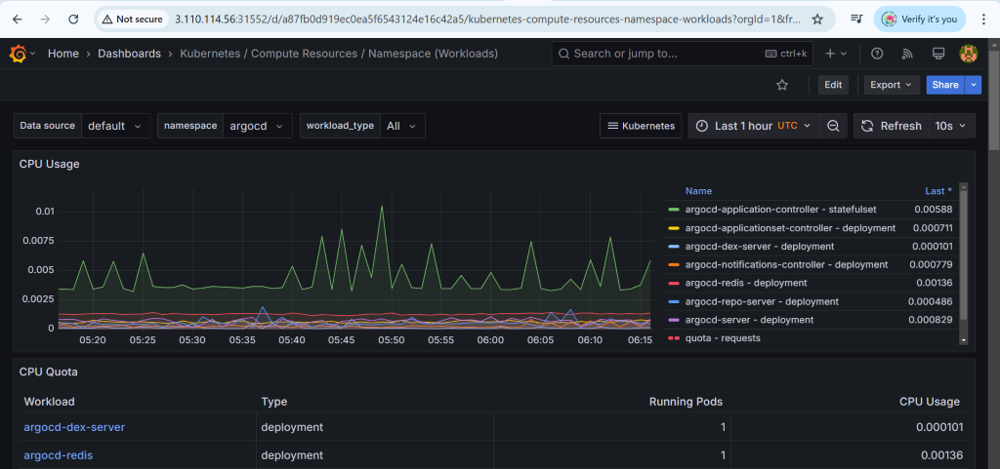 Not secure
3.110.114.56:31552/d/a87fb0d919ec0ea5f6543124e16c42a5/kubernetes-compute-resources-namespace-workloads?orgId=1&fr...
Verify it's you
Home > Dashboards > Kubernetes / Compute Resources / Namespace (Workloads)
Search or jump to... ctrl+k
Edit Export Share
Data source default namespace argocd workload_type All Kubernetes Last 1 hour UTC Refresh 10s
CPU Usage
0.01
0.0075
0.005
0.0025
0
05:20 05:25 05:30 05:35 05:40 05:45 05:50 05:55 06:00 06:05 06:10 06:15
Name Last *
argocd-application-controller - statefulset 0.00588
argocd-applicationset-controller - deployment 0.000711
argocd-dex-server - deployment 0.000101
argocd-notifications-controller - deployment 0.000779
argocd-redis - deployment 0.00136
argocd-repo-server - deployment 0.000486
argocd-server - deployment 0.000829
quota - requests
CPU Quota
Workload Type Running Pods CPU Usage
argocd-dex-server deployment 1 0.000101
argocd-redis deployment 1 0.00136